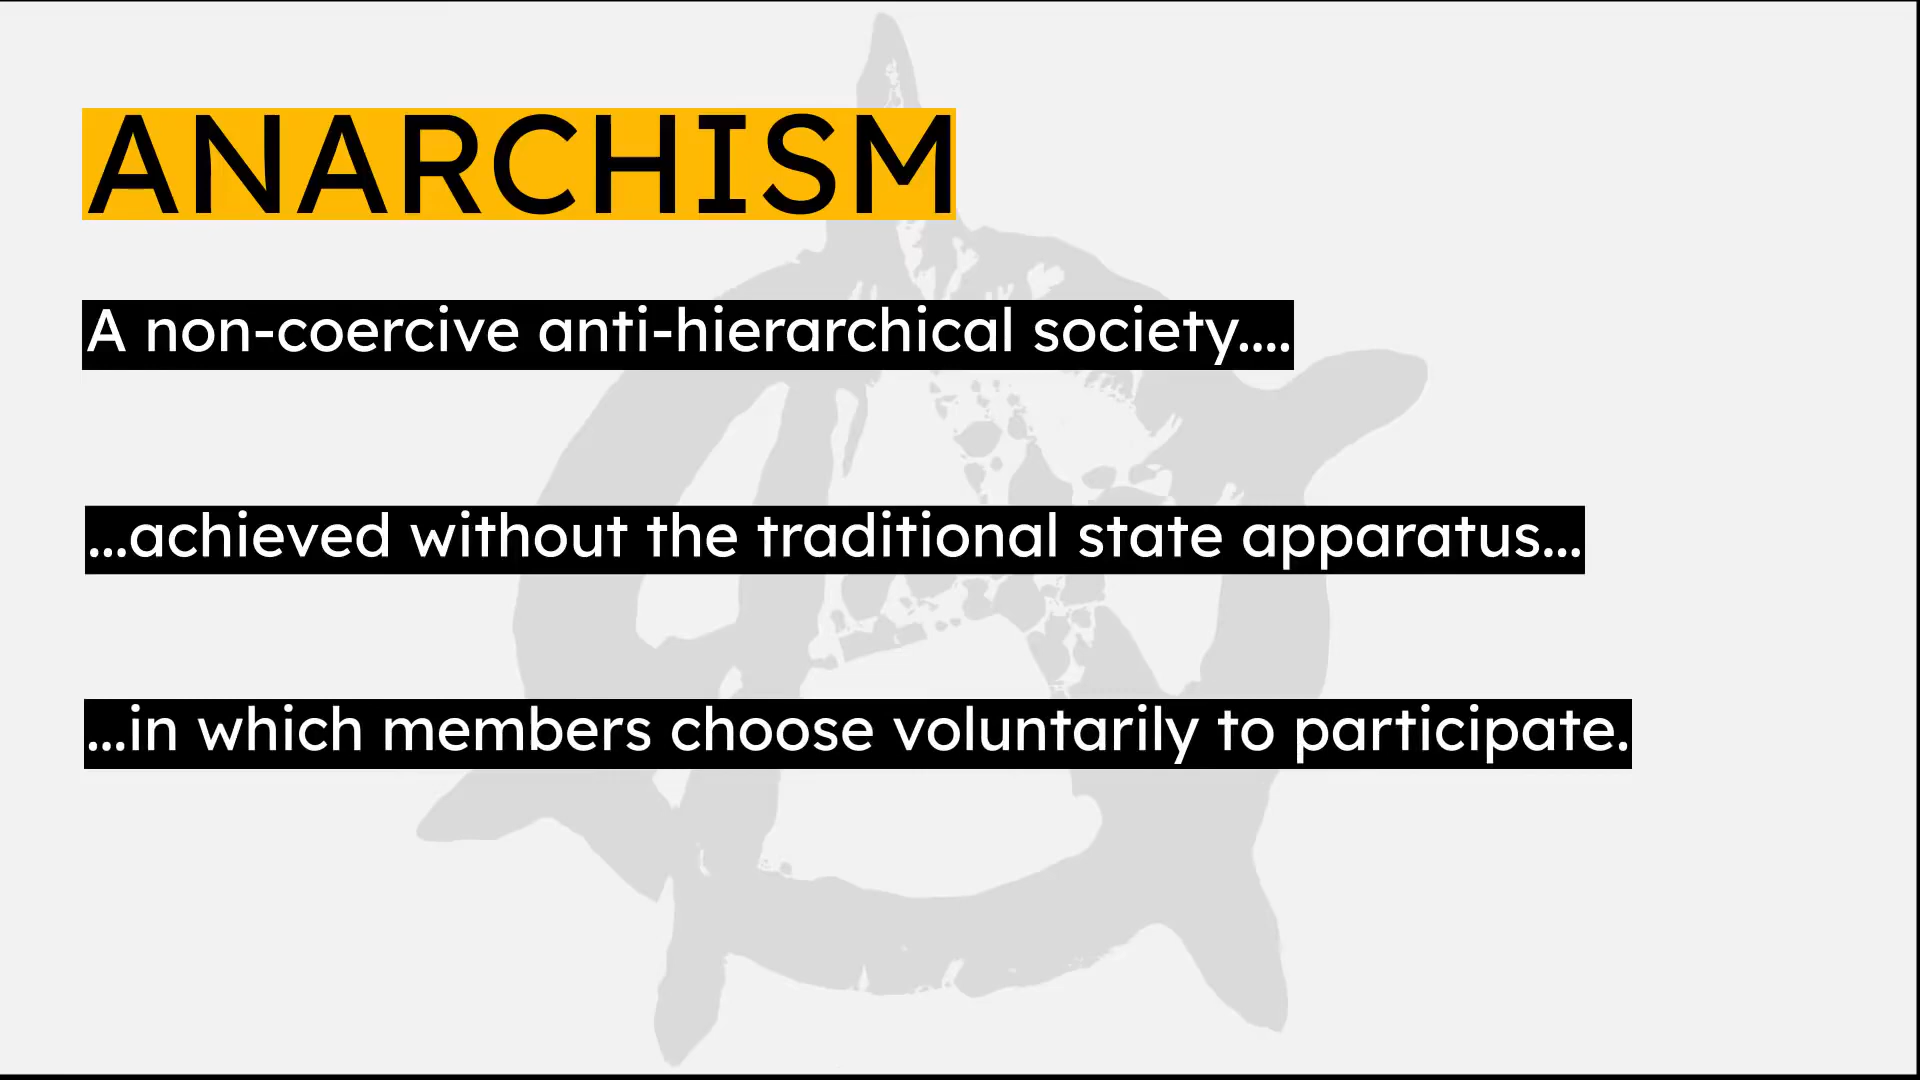 ANARCHISM
A non-coercive anti-hierarchical society....
...achieved without the traditional state apparatus...
...in which members choose voluntarily to participate.